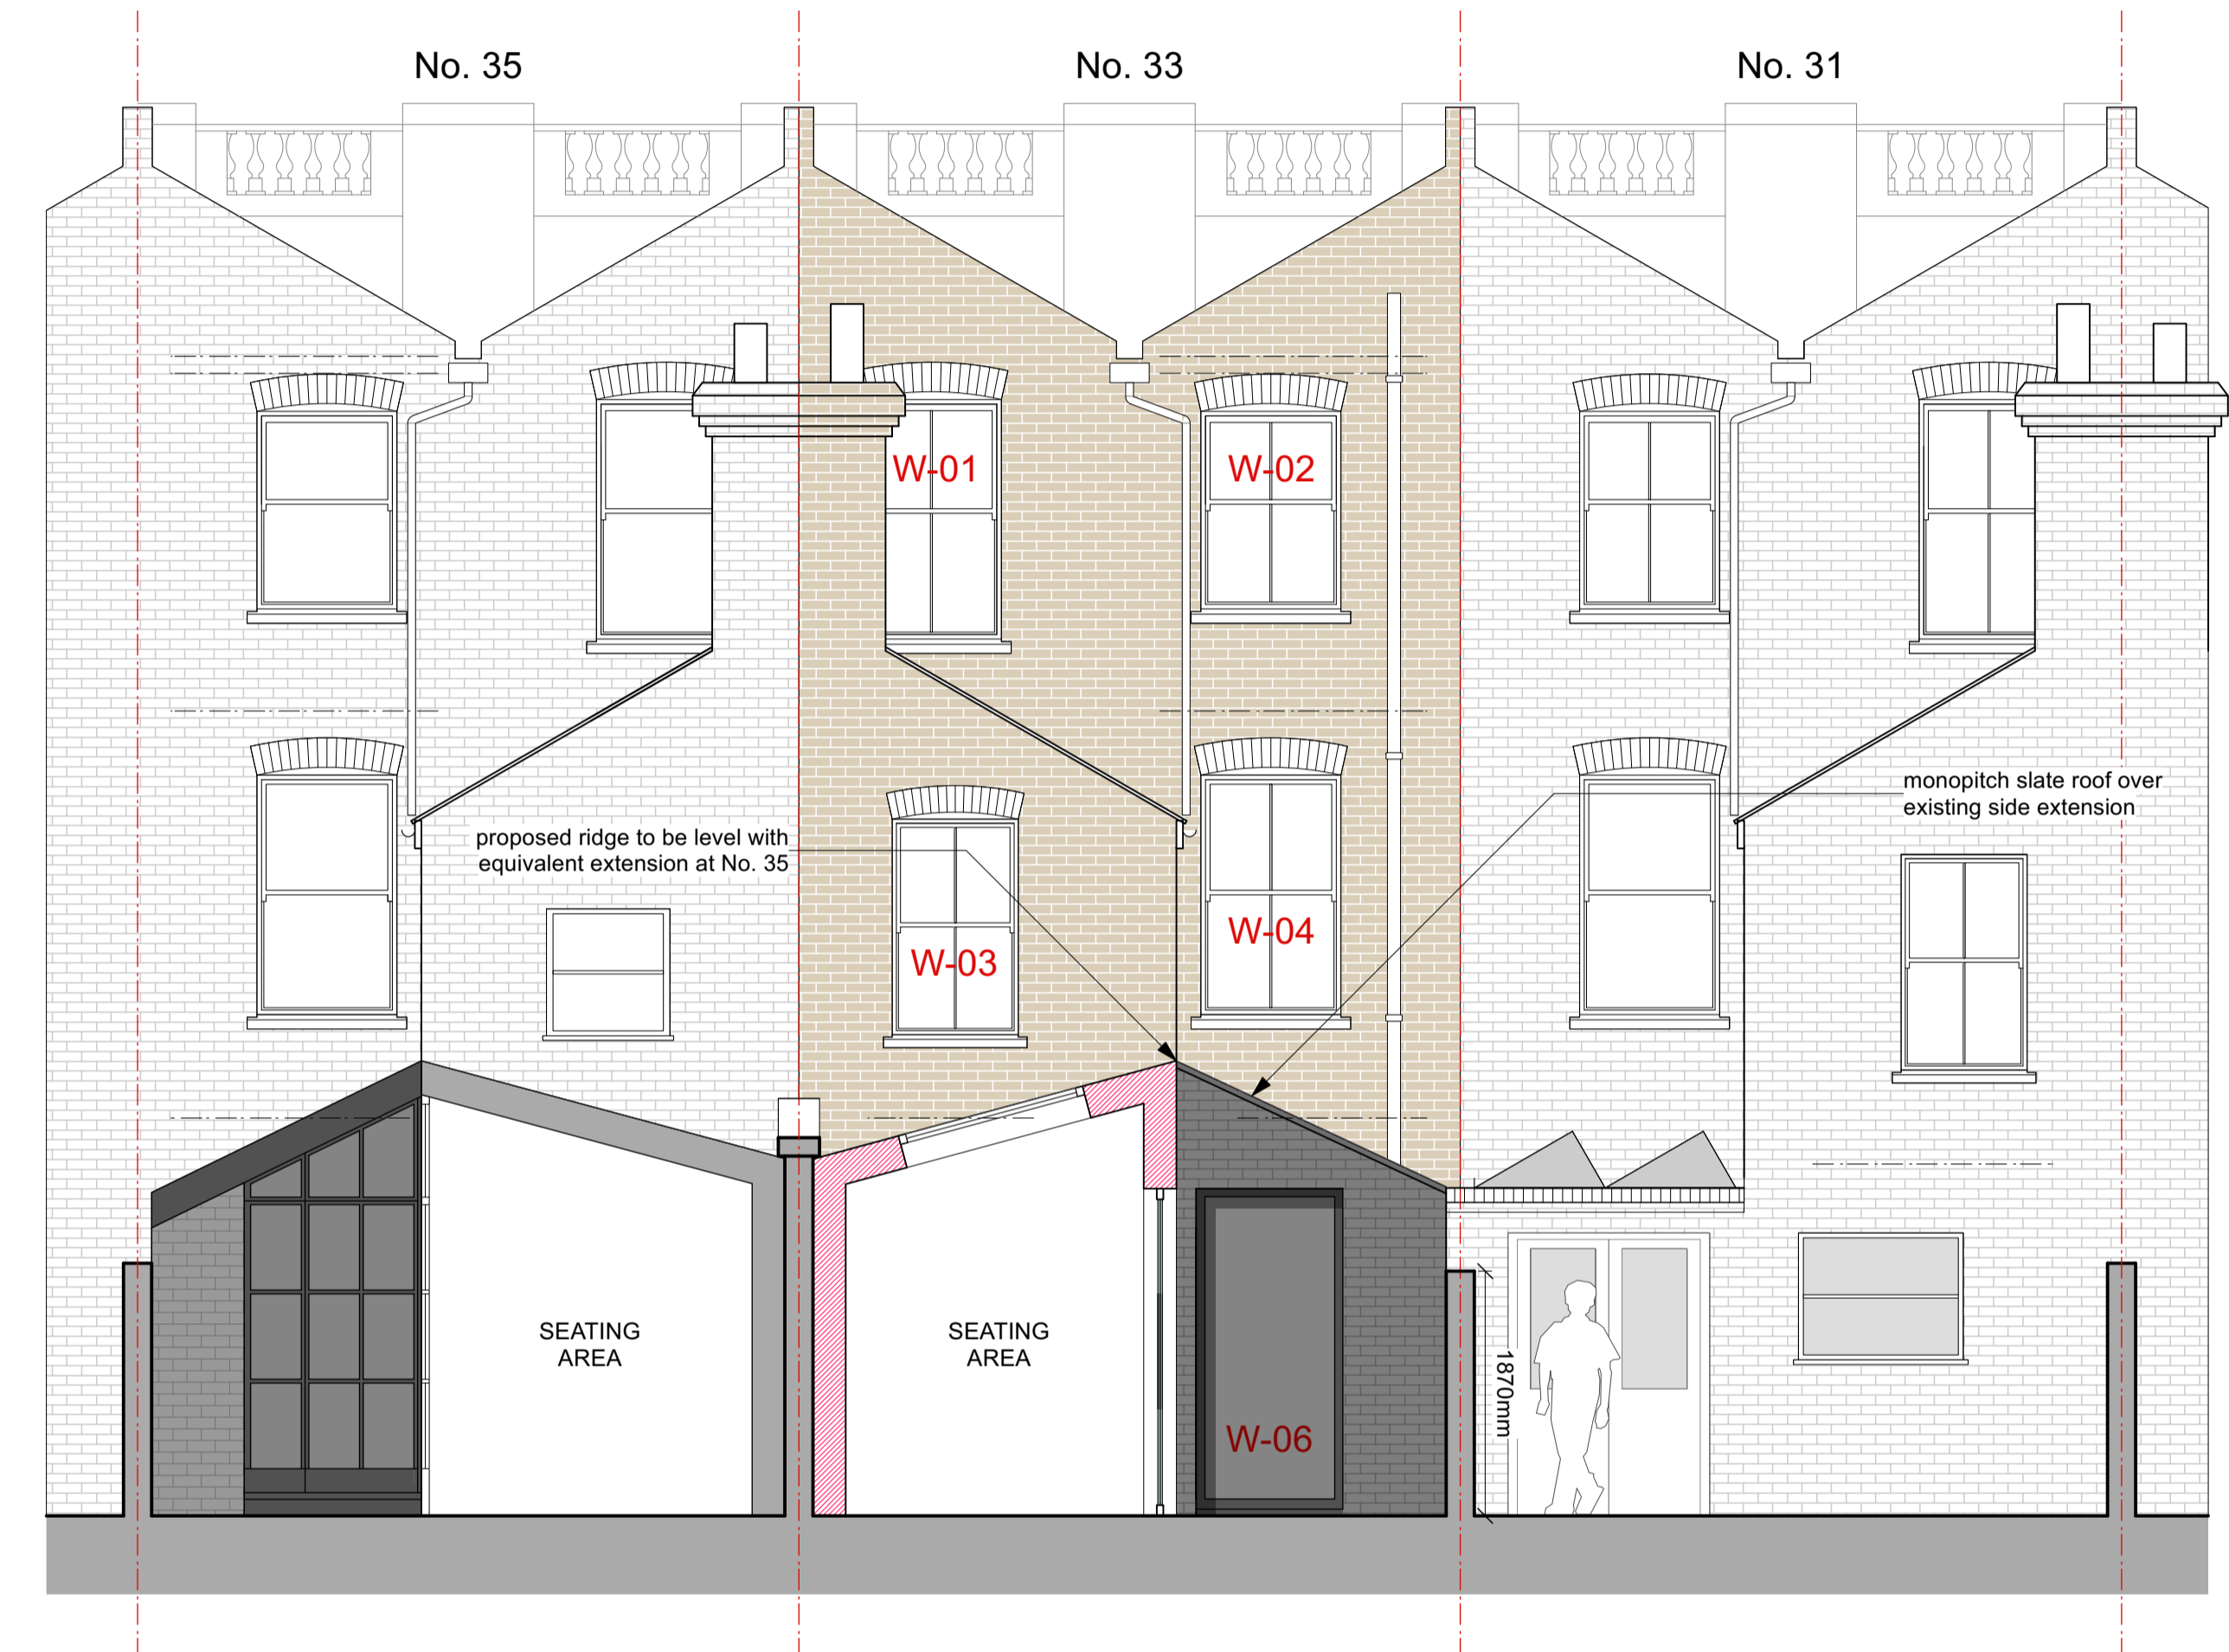 No. 35
No. 33
No. 31
W-01
W-02
monopitch slate roof over
existing side extension
proposed ridge to be level with
equivalent extension at No. 35
W-03
W-04
SEATING
AREA
SEATING
AREA
1870mm
W-06